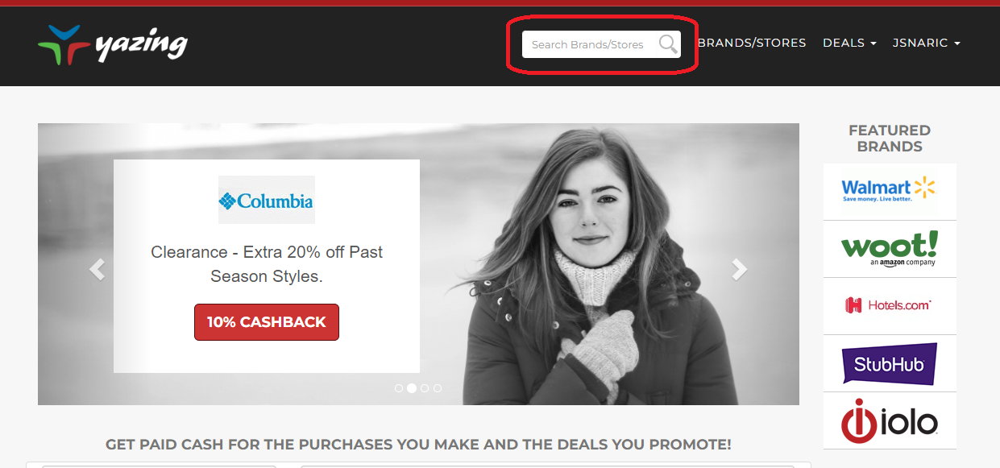 yazing
Search Brands/Stores
BRANDS/STORES
DEALS
JSNARIC
Columbia
Clearance - Extra 20% off Past
Season Styles.
10% CASHBACK
FEATURED
BRANDS
Walmart
Save money. Live better.
woot!
an amazon company
H Hotels.com
StubHub
iolo
GET PAID CASH FOR THE PURCHASES YOU MAKE AND THE DEALS YOU PROMOTE!